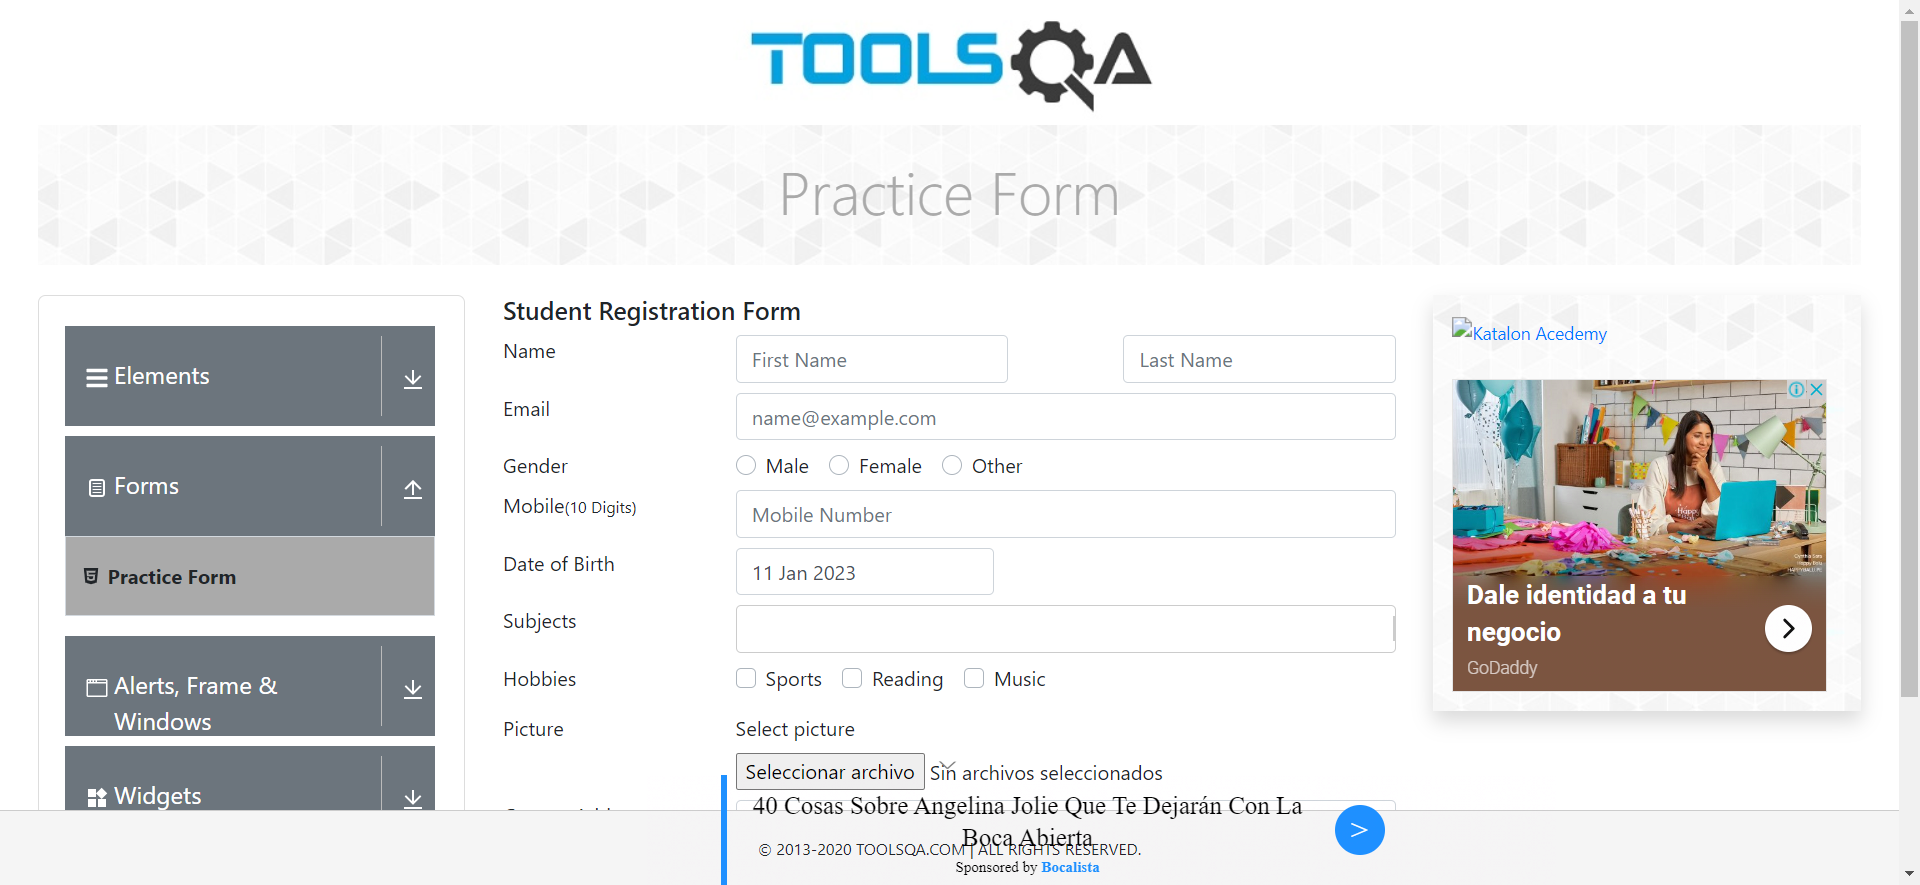 TOOLSQA
Practice Form
Elements
Forms
Practice Form
Alerts, Frame &
Windows
Widgets
Student Registration Form
Name
First Name
Last Name
Email
name@example.com
Gender
Male
Female
Other
Mobile(10 Digits)
Mobile Number
Date of Birth
11 Jan 2023
Subjects
Hobbies
Sports
Reading
Music
Picture
Select picture
Seleccionar archivo
Sin archivos seleccionados
Katalon Acedemy
Dale identidad a tu
negocio
GoDaddy
40 Cosas Sobre Angelina Jolie Que Te Dejarán Con La
Boca Abierta
>
© 2013-2020 TOOLSQA.COM | ALL RIGHTS RESERVED.
Sponsored by Bocalista